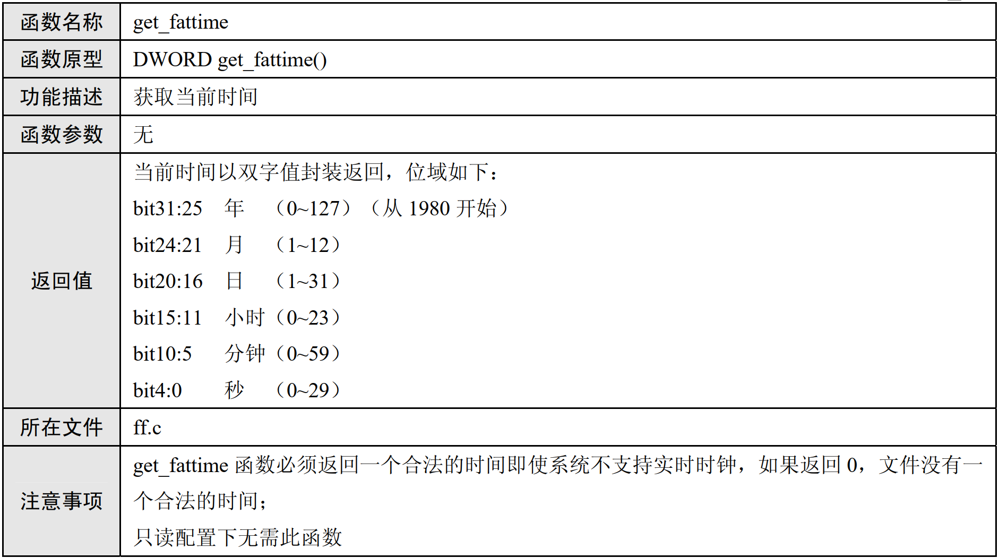 函数名称 get_fattime
函数原型 DWORD get_fattime()
功能描述 获取当前时间
函数参数 无
返回值
当前时间以双字值封装返回，位域如下：
bit31:25 年 （0~127）（从 1980 开始）
bit24:21 月 （1~12）
bit20:16 日 （1~31）
bit15:11 小时（0~23）
bit10:5 分钟（0~59）
bit4:0 秒 （0~29）
所在文件 ff.c
注意事项
get_fattime 函数必须返回一个合法的时间即使系统不支持实时时钟，如果返回 0，文件没有一
个合法的时间；
只读配置下无需此函数